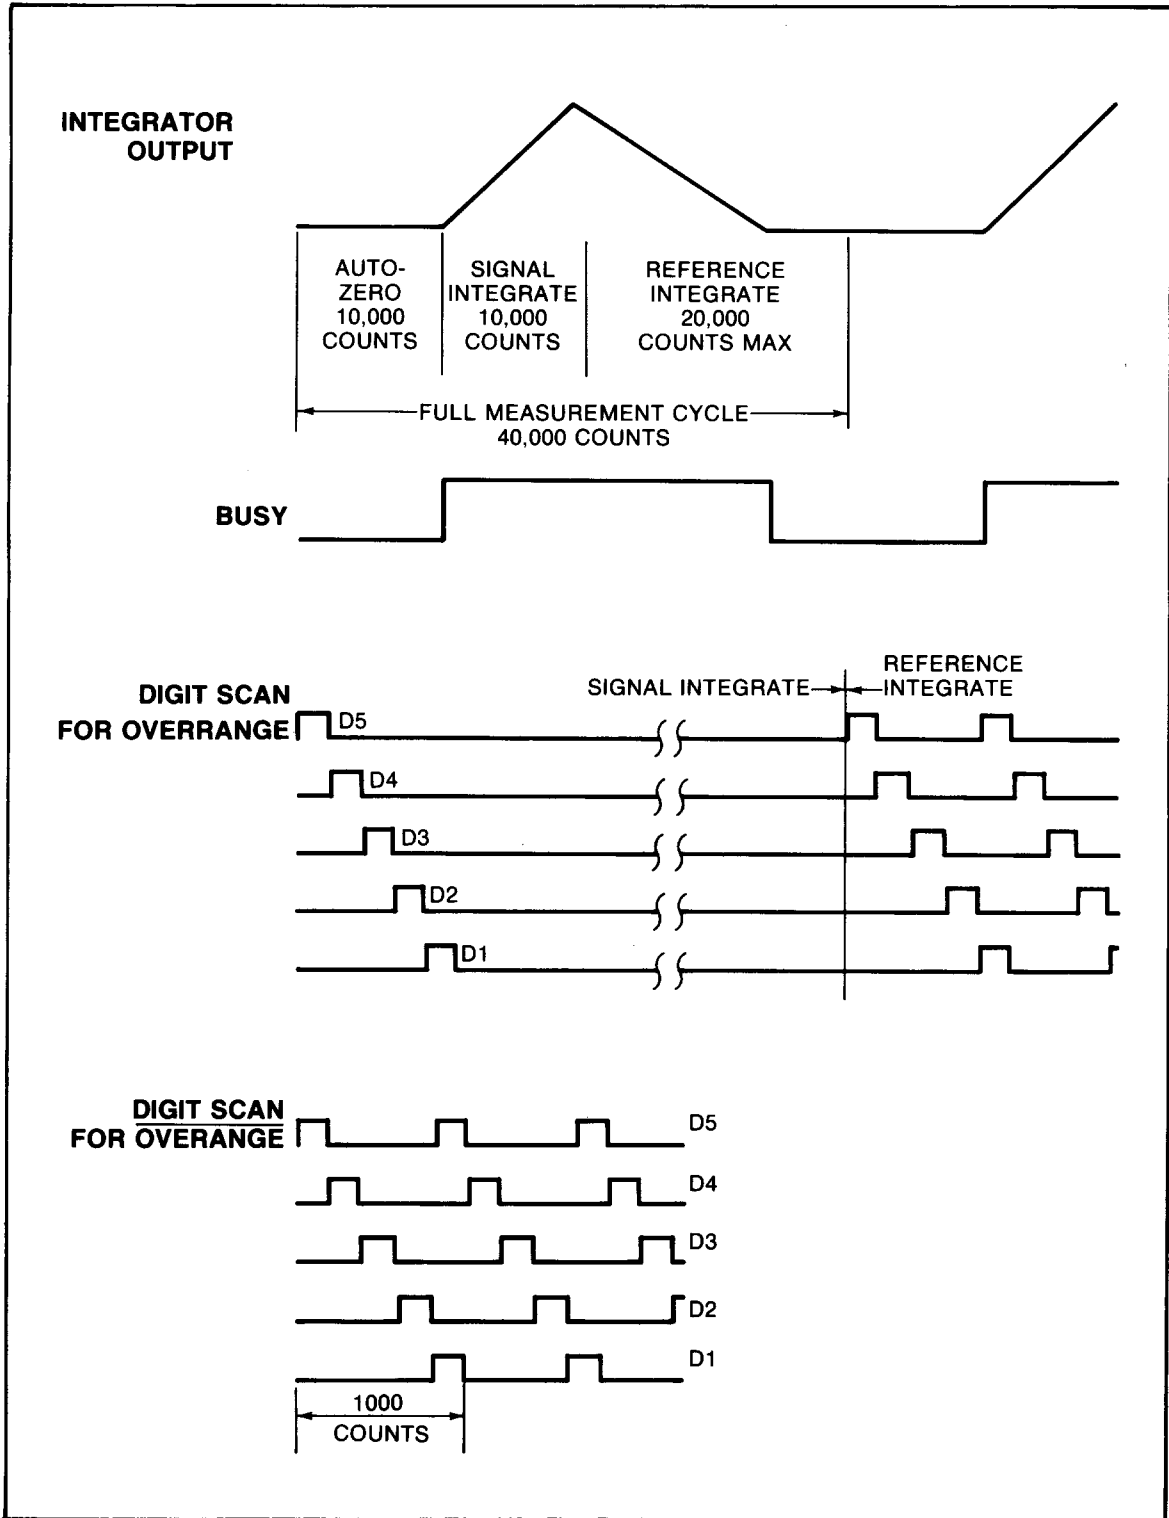 INTEGRATOR
OUTPUT
AUTO-
ZERO
10,000
COUNTS
SIGNAL
INTEGRATE
10,000
COUNTS
REFERENCE
INTEGRATE
20,000
COUNTS MAX
FULL MEASUREMENT CYCLE
40,000 COUNTS
BUSY
DIGIT SCAN
FOR OVERRANGE
SIGNAL INTEGRATE
REFERENCE
INTEGRATE
D5
D4
D3
D2
D1
DIGIT SCAN
FOR OVERANGE
D5
D4
D3
D2
D1
1000
COUNTS